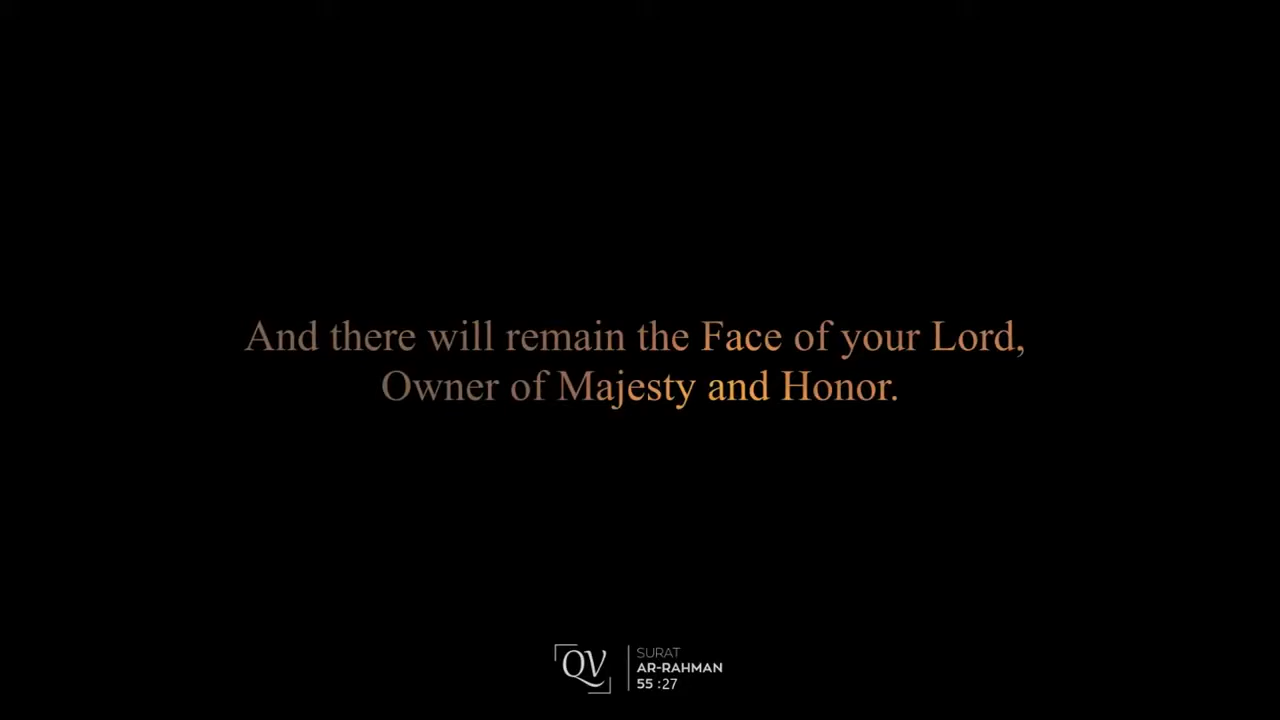 And there will remain the Face of your Lord,
Owner of Majesty and Honor.
QV
SURAT
AR-RAHMAN
55 :27